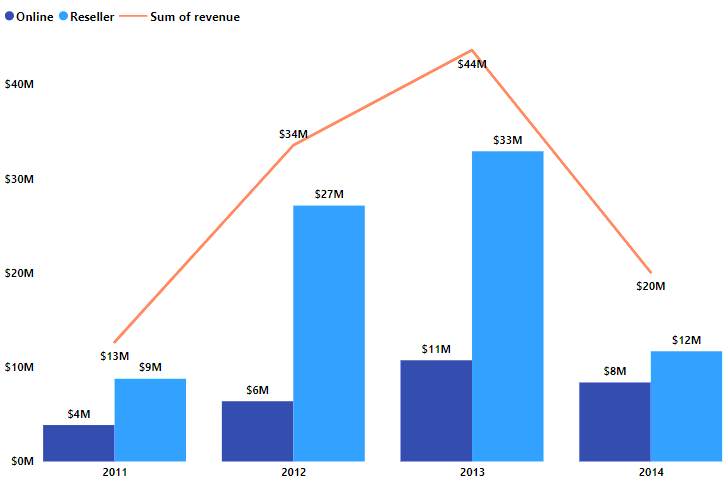 Online Reseller Sum of revenue
$40M
$30M
$20M
$10M
$0M
$13M
$34M
$44M
$20M
$4M
$9M
$6M
$27M
$11M
$33M
$8M
$12M
2011 2012 2013 2014